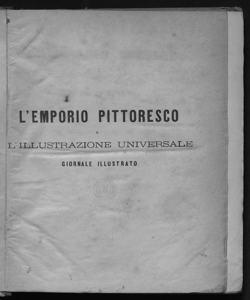 L'EMPORIO PITTORESCO
L'ILLUSTRAZIONE UNIVERSALE
GIORNALE ILLUSTRATO